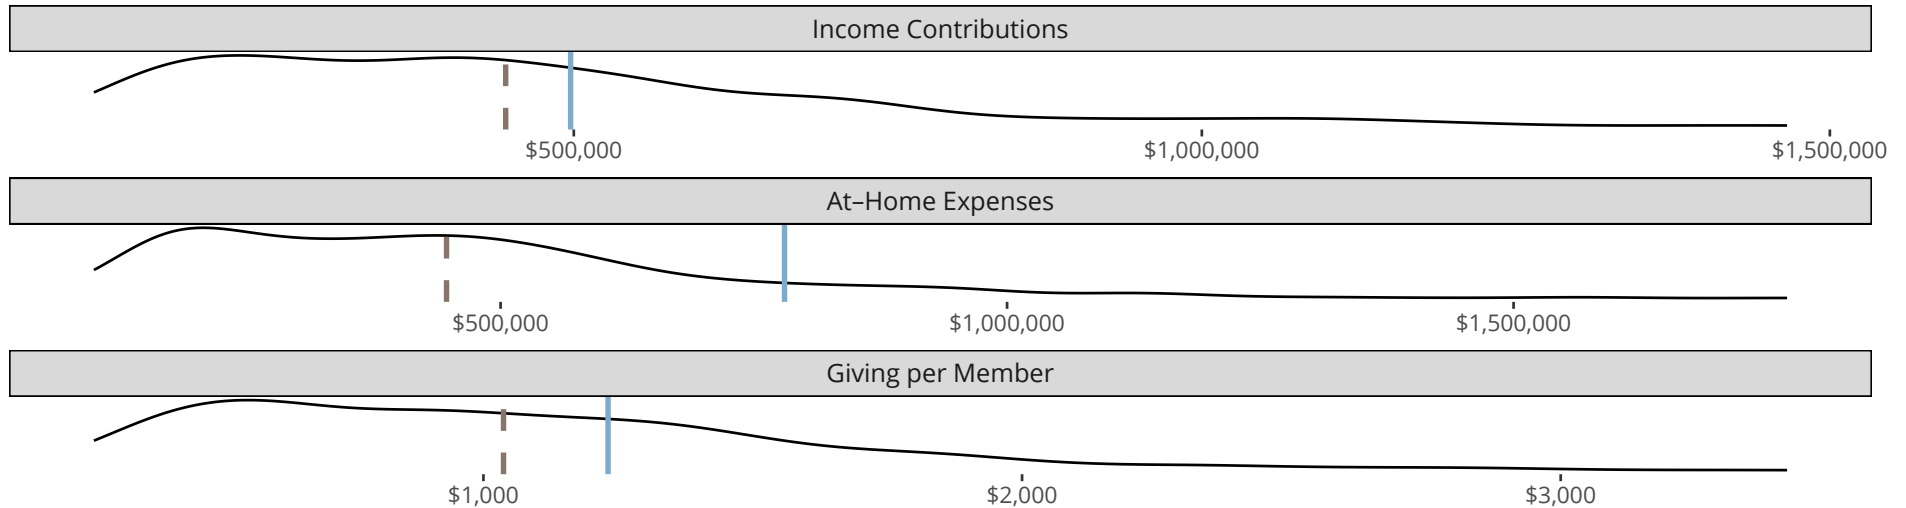 Income Contributions
$500,000 $1,000,000 $1,500,000
At–Home Expenses
$500,000 $1,000,000 $1,500,000
Giving per Member
$1,000 $2,000 $3,000